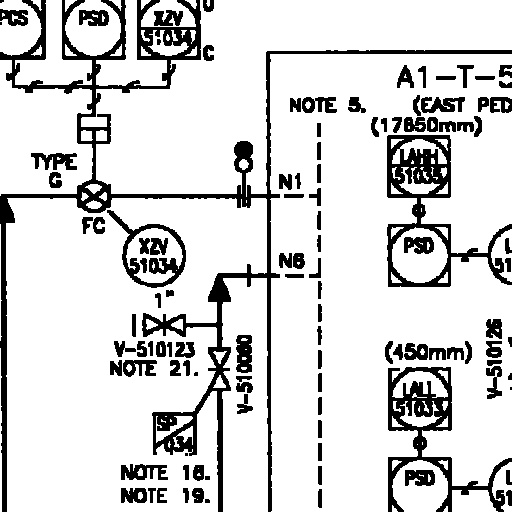 PCS
PSD
XZV
51034
C
A1-T-5
NOTE 5.
(EAST PED
(17850mm)
LAHH
51035
TYPE
G
N1
FC
PSD
XZV
51034
N6
1"
V-510123
NOTE 21.
V-510080
(450mm)
V-510126
LALL
51033
SP
034
PSD
NOTE 18.
NOTE 19.